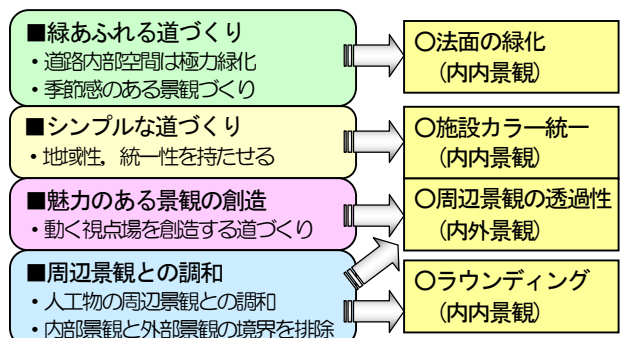 ■緑あふれる道づくり
・道路内部空間は極力緑化
・季節感のある景観づくり
○法面の緑化
(内内景観)
■シンプルな道づくり
・地域性，統一性を持たせる
○施設カラー統一
(内内景観)
■魅力のある景観の創造
・動く視点場を創造する道づくり
○周辺景観の透過性
(内外景観)
■周辺景観との調和
・人工物の周辺景観との調和
・内部景観と外部景観の境界を排除
○ラウンディング
(内内景観)